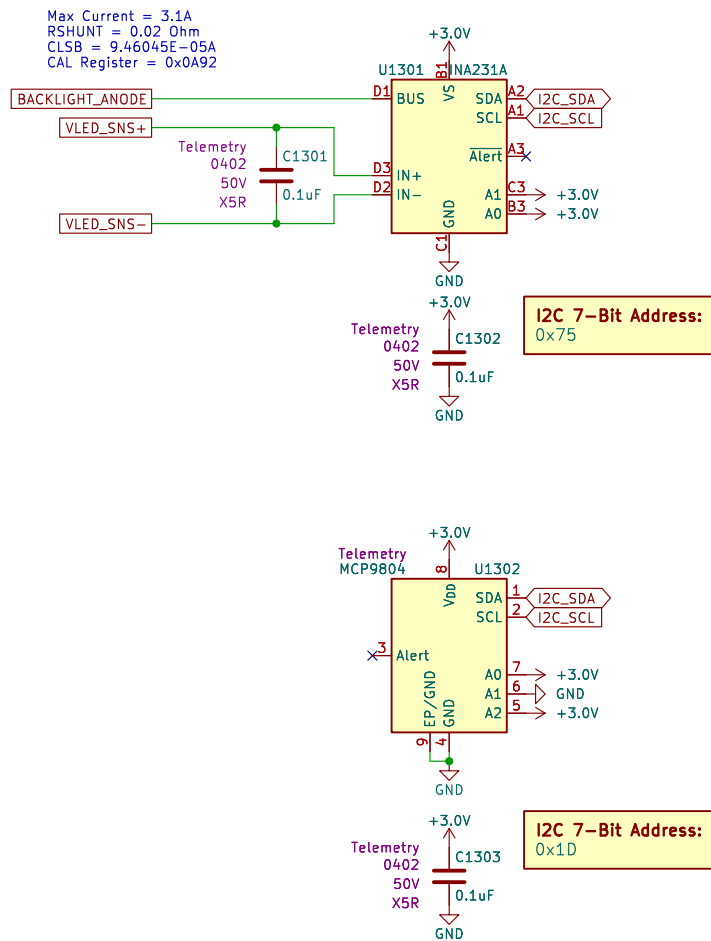 Max Current = 3.1A
RSHUNT = 0.02 Ohm
CLSB = 9.46045E-05A
CAL Register = 0x0A92
+3.0V
U1301 INA231A
B1
VS
BACKLIGHT_ANODE D1 BUS SDA A2 I2C_SDA
SCL A1 I2C_SCL
VLED_SNS+
Telemetry C1301
0402
50V
X5R
0.1uF
Alert A3
D3 IN+
D2 IN-
A1 C3 +3.0V
A0 B3 +3.0V
VLED_SNS-
GND
C1
GND
+3.0V
Telemetry C1302
0402
50V
X5R
0.1uF
GND
I2C 7-Bit Address:
0x75
+3.0V
Telemetry
MCP9804 U1302
8
VDD
SDA 1 I2C_SDA
SCL 2 I2C_SCL
3 Alert
A0 7 +3.0V
A1 6 GND
A2 5 +3.0V
EP/GND GND
9 4
GND
+3.0V
Telemetry C1303
0402
50V
X5R
0.1uF
GND
I2C 7-Bit Address:
0x1D